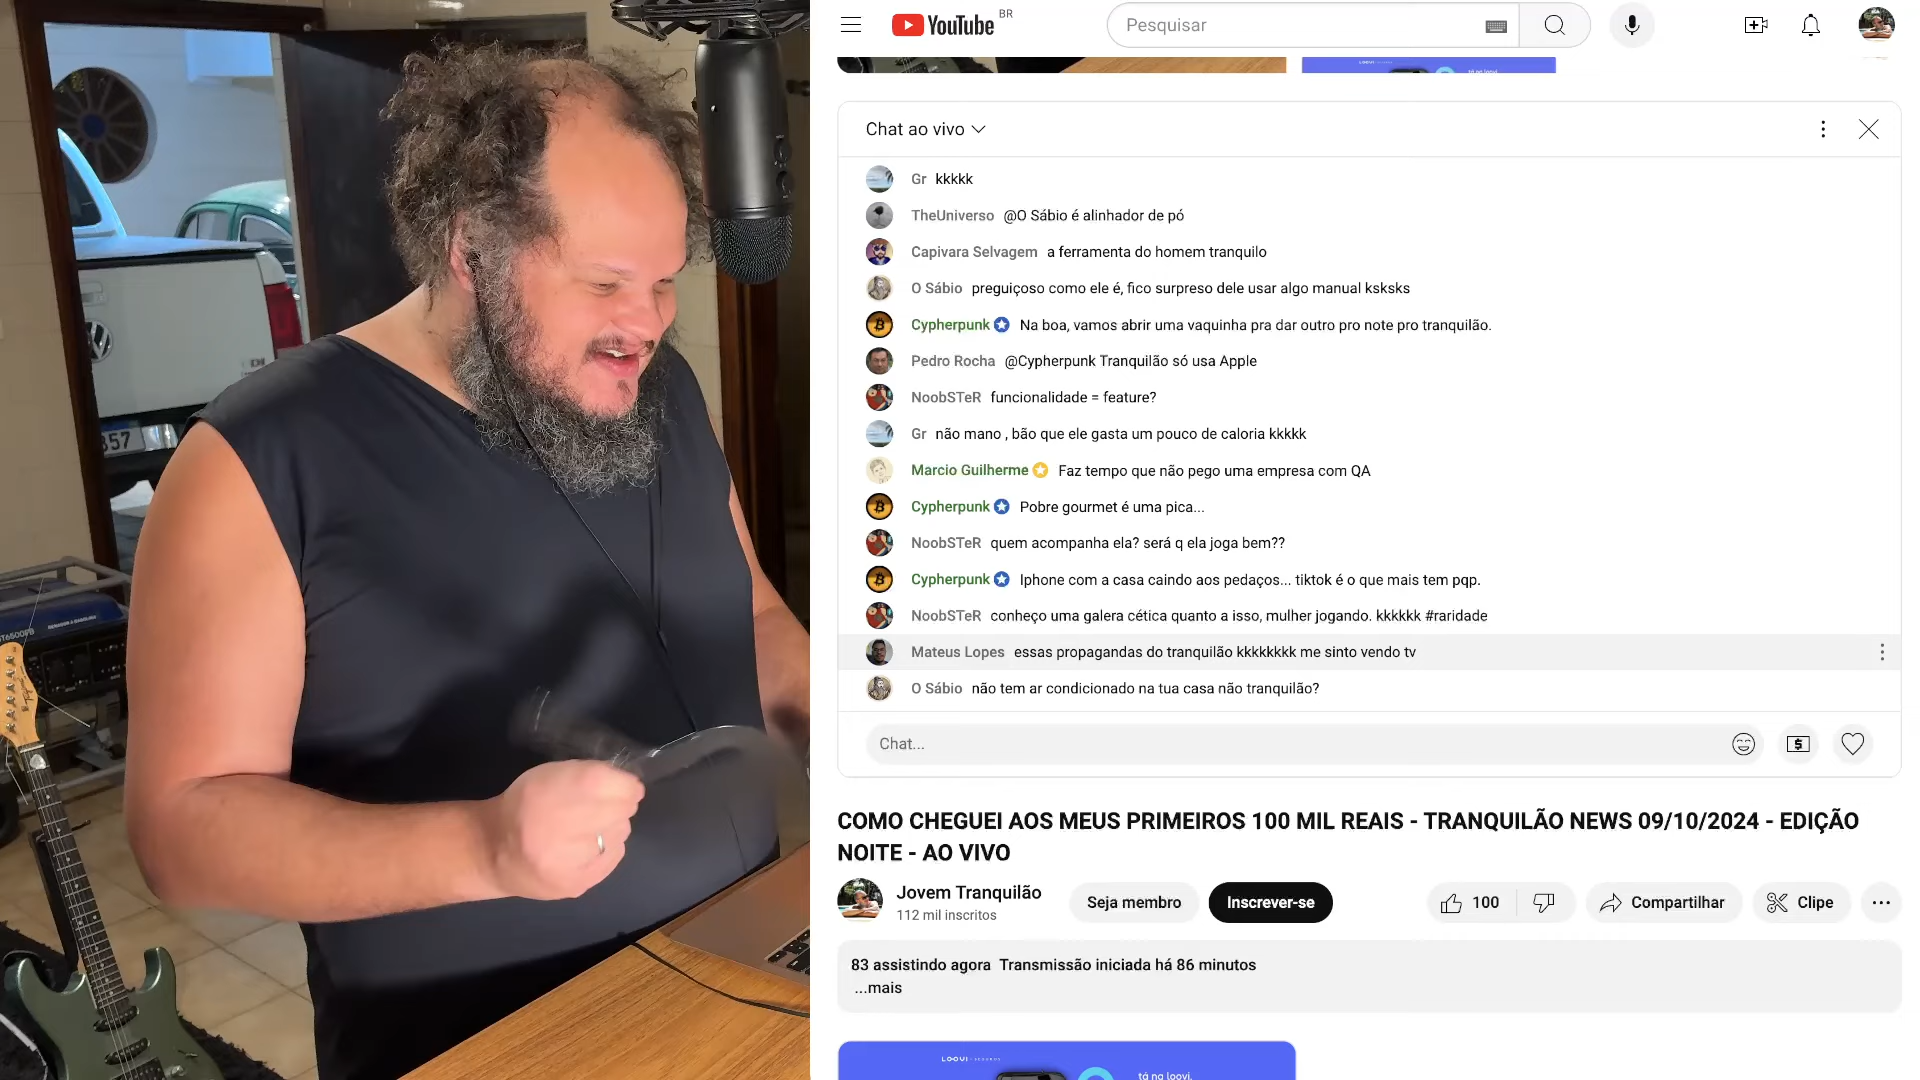 YouTube BR
Pesquisar
Chat ao vivo
Gr kkkkk
TheUniverso @O Sábio é alinhador de pó
Capivara Selvagem a ferramenta do homem tranquilo
O Sábio preguiçoso como ele é, fico surpreso dele usar algo manual ksksks
Cypherpunk Na boa, vamos abrir uma vaquinha pra dar outro pro note pro tranquilão.
Pedro Rocha @Cypherpunk Tranquilão só usa Apple
NoobSTeR funcionalidade = feature?
Gr não mano , bão que ele gasta um pouco de caloria kkkkk
Marcio Guilherme Faz tempo que não pego uma empresa com QA
Cypherpunk Pobre gourmet é uma pica...
NoobSTeR quem acompanha ela? será q ela joga bem??
Cypherpunk Iphone com a casa caindo aos pedaços... tiktok é o que mais tem pqp.
NoobSTeR conheço uma galera cética quanto a isso, mulher jogando. kkkkkk #raridade
Mateus Lopes essas propagandas do tranquilão kkkkkkkk me sinto vendo tv
O Sábio não tem ar condicionado na tua casa não tranquilão?
Chat...
COMO CHEGUEI AOS MEUS PRIMEIROS 100 MIL REAIS - TRANQUILÃO NEWS 09/10/2024 - EDIÇÃO
NOITE - AO VIVO
Jovem Tranquilão
112 mil inscritos
Seja membro
Inscrever-se
100
Compartilhar
Clipe
83 assistindo agora Transmissão iniciada há 86 minutos
...mais
LOOVI
tá na loovi.
857